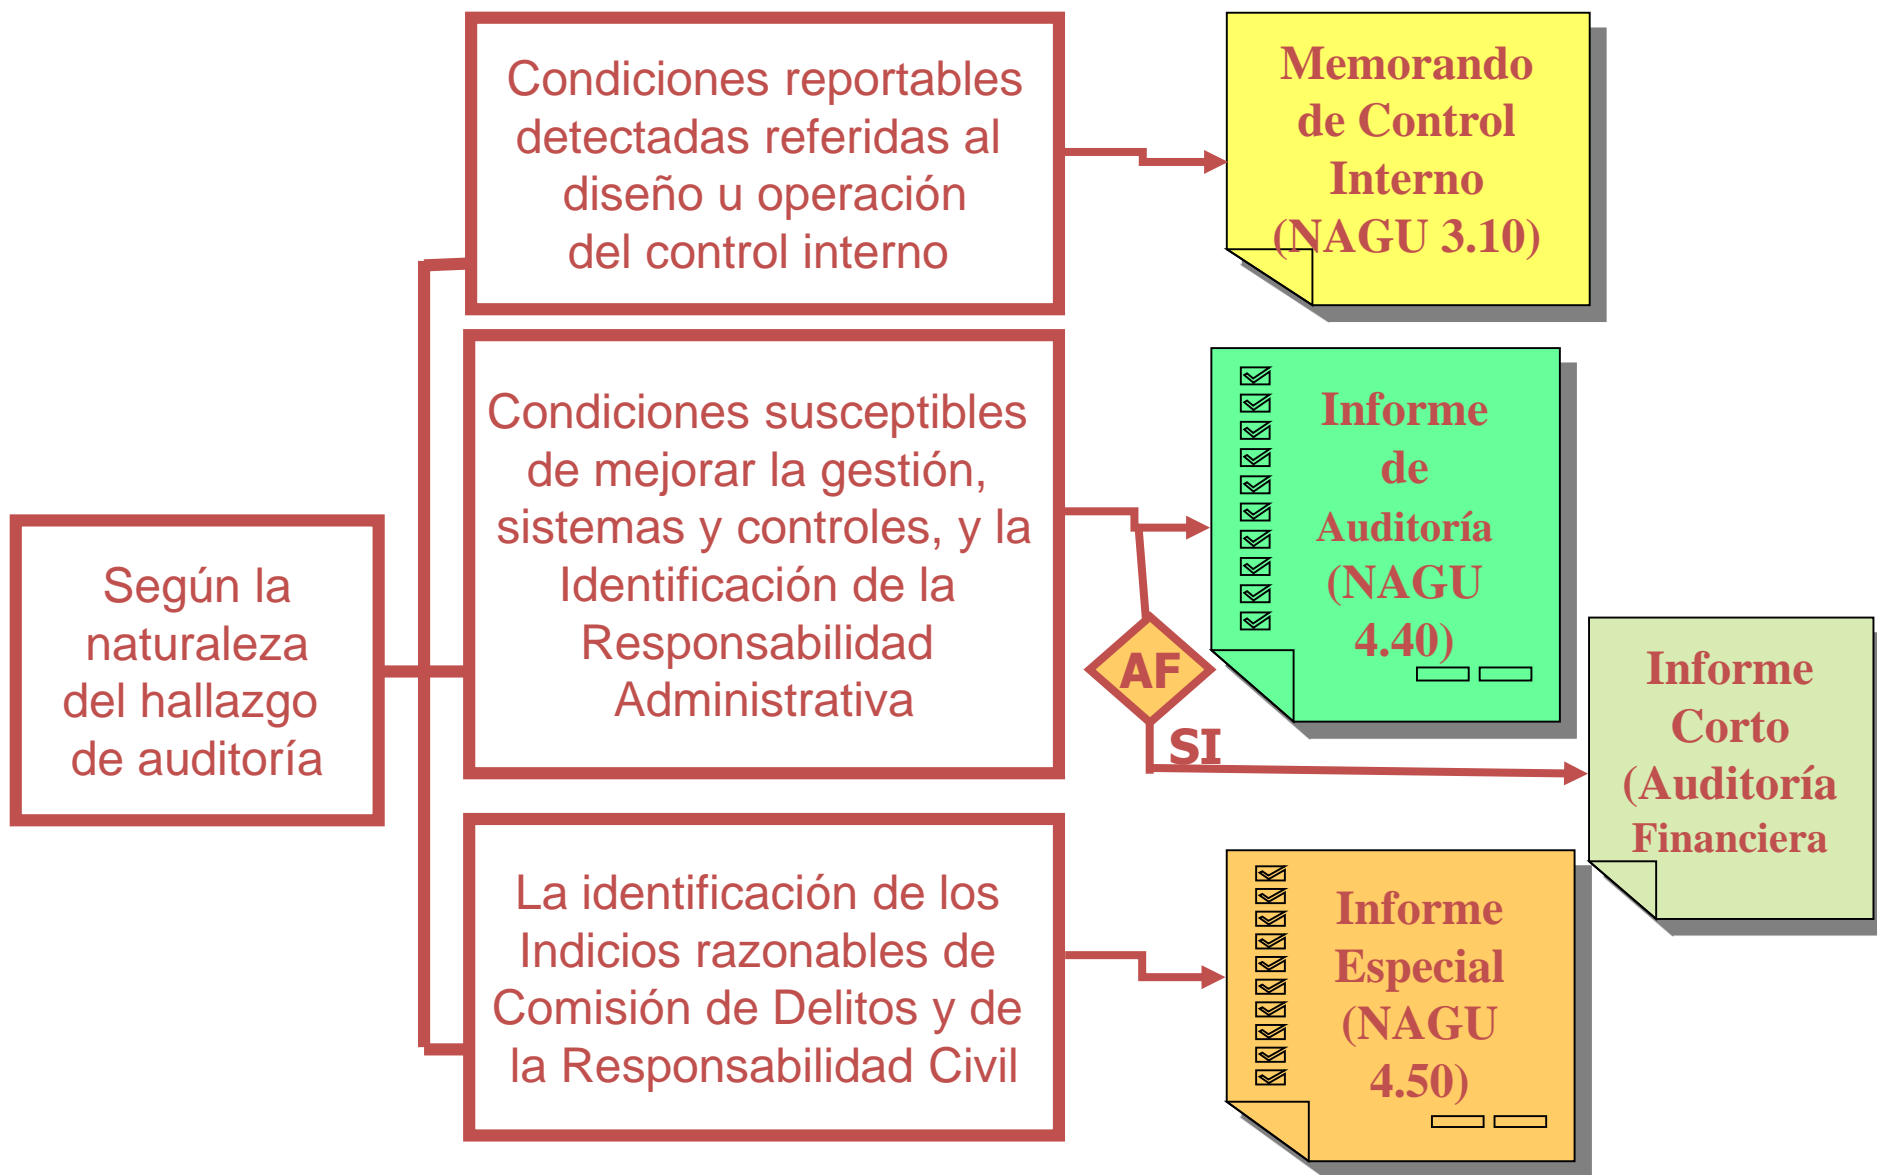 Según la
naturaleza
del hallazgo
de auditoría
Condiciones reportables
detectadas referidas al
diseño u operación
del control interno
Memorando
de Control
Interno
(NAGU 3.10)
Condiciones susceptibles
de mejorar la gestión,
sistemas y controles, y la
Identificación de la
Responsabilidad
Administrativa
Informe
de
Auditoría
(NAGU
4.40)
AF
SI
Informe
Corto
(Auditoría
Financiera
La identificación de los
Indicios razonables de
Comisión de Delitos y de
la Responsabilidad Civil
Informe
Especial
(NAGU
4.50)